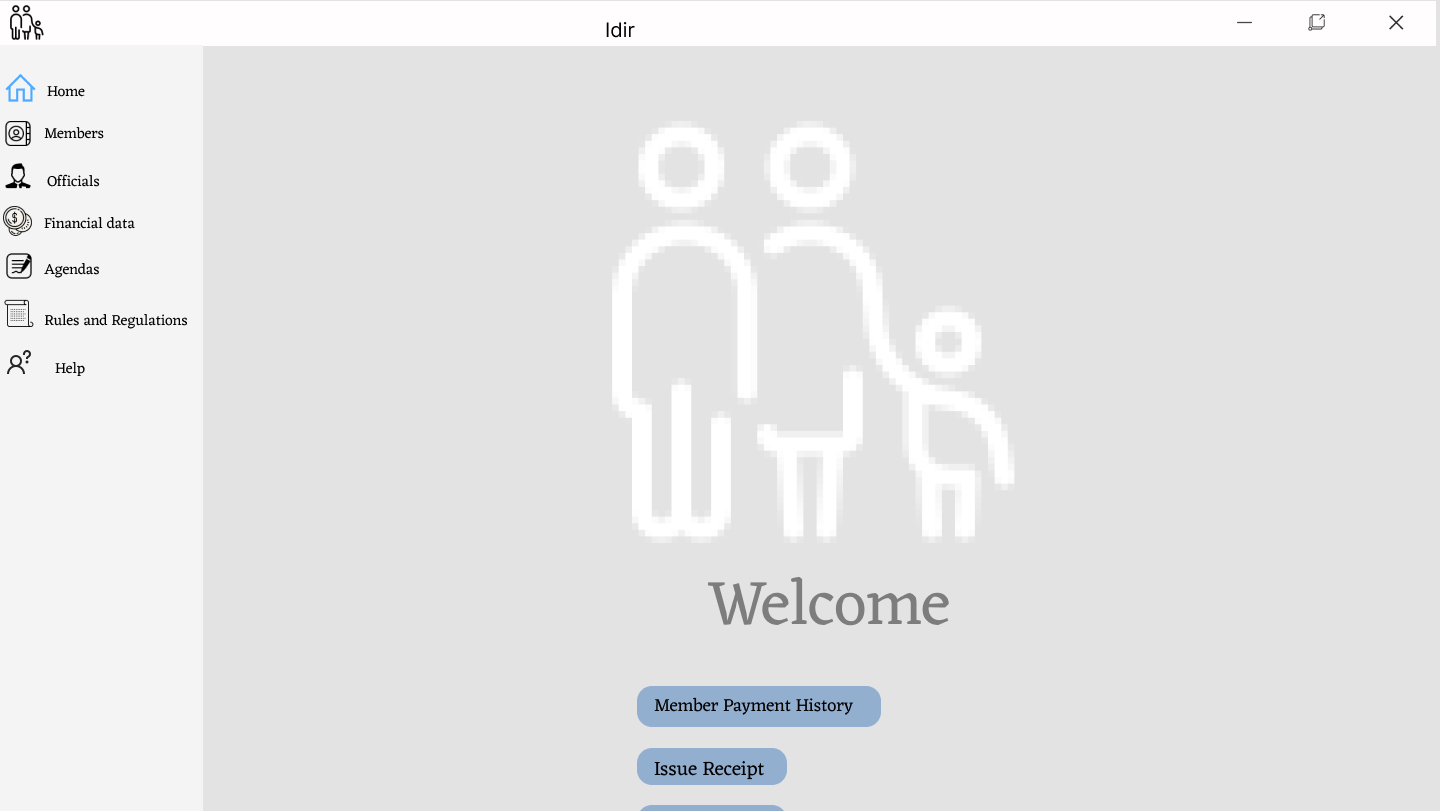 Idir
Home
Members
Officials
Financial data
Agendas
Rules and Regulations
Help
Welcome
Member Payment History
Issue Receipt